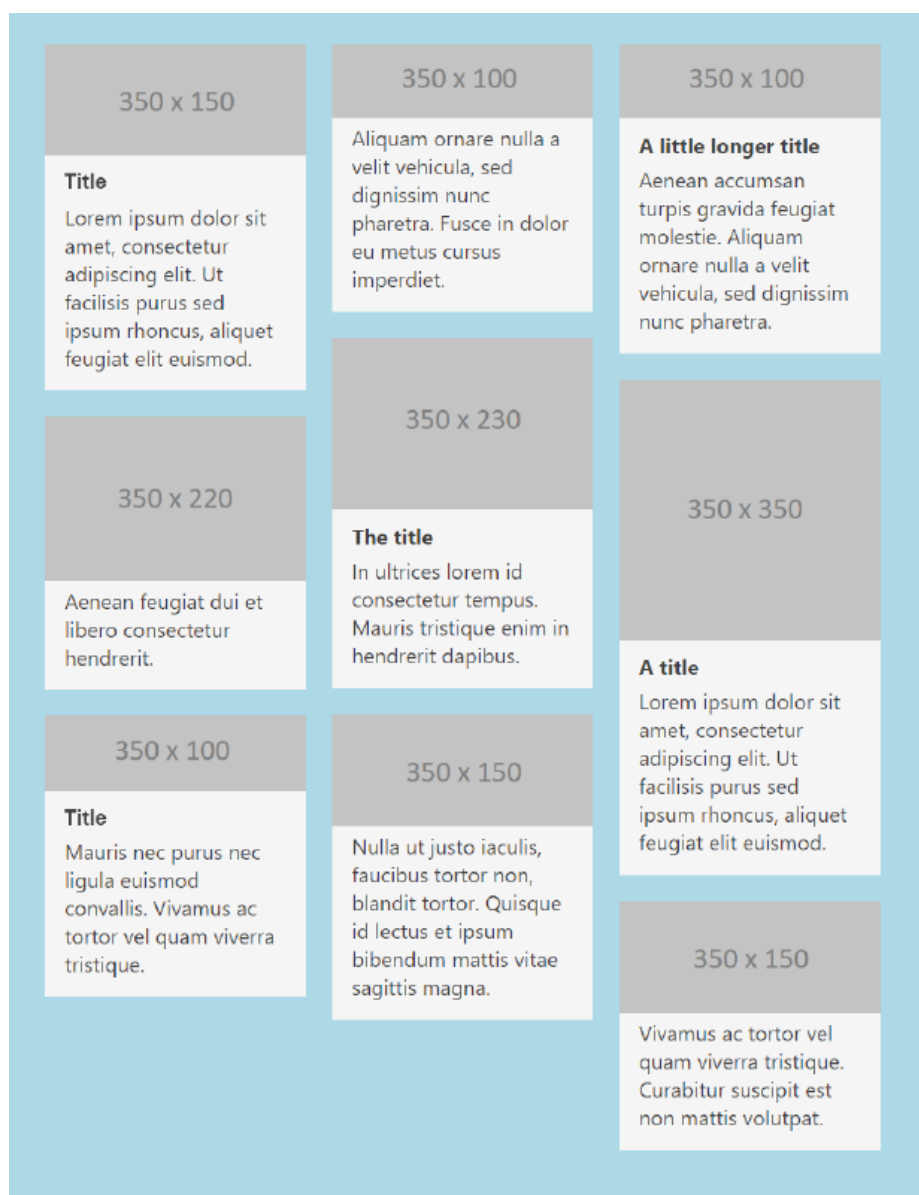 350 x 150
Title
Lorem ipsum dolor sit
amet, consectetur
adipiscing elit. Ut
facilisis purus sed
ipsum rhoncus, aliquet
feugiat elit euismod.
350 x 220
Aenean feugiat dui et
libero consectetur
hendrerit.
350 x 100
Title
Mauris nec purus nec
ligula euismod
convallis. Vivamus ac
tortor vel quam viverra
tristique.
350 x 100
Aliquam ornare nulla a
velit vehicula, sed
dignissim nunc
pharetra. Fusce in dolor
eu metus cursus
imperdiet.
350 x 230
The title
In ultrices lorem id
consectetur tempus.
Mauris tristique enim in
hendrerit dapibus.
350 x 150
Nulla ut justo iaculis,
faucibus tortor non,
blandit tortor. Quisque
id lectus et ipsum
bibendum mattis vitae
sagittis magna.
350 x 100
A little longer title
Aenean accumsan
turpis gravida feugiat
molestie. Aliquam
ornare nulla a velit
vehicula, sed dignissim
nunc pharetra.
350 x 350
A title
Lorem ipsum dolor sit
amet, consectetur
adipiscing elit. Ut
facilisis purus sed
ipsum rhoncus, aliquet
feugiat elit euismod.
350 x 150
Vivamus ac tortor vel
quam viverra tristique.
Curabitur suscipit est
non mattis volutpat.